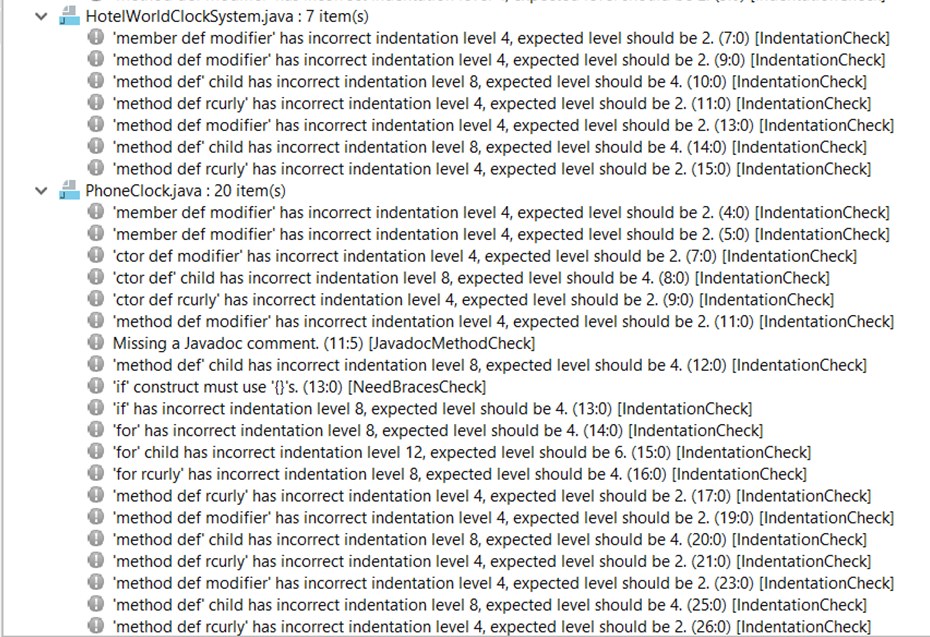 HotelWorldClockSystem.java : 7 item(s)
'member def modifier' has incorrect indentation level 4, expected level should be 2. (7:0) [IndentationCheck]
'method def modifier' has incorrect indentation level 4, expected level should be 2. (9:0) [IndentationCheck]
'method def' child has incorrect indentation level 8, expected level should be 4. (10:0) [IndentationCheck]
'method def rcurly' has incorrect indentation level 4, expected level should be 2. (11:0) [IndentationCheck]
'method def modifier' has incorrect indentation level 4, expected level should be 2. (13:0) [IndentationCheck]
'method def' child has incorrect indentation level 8, expected level should be 4. (14:0) [IndentationCheck]
'method def rcurly' has incorrect indentation level 4, expected level should be 2. (15:0) [IndentationCheck]
PhoneClock.java : 20 item(s)
'member def modifier' has incorrect indentation level 4, expected level should be 2. (4:0) [IndentationCheck]
'member def modifier' has incorrect indentation level 4, expected level should be 2. (5:0) [IndentationCheck]
'ctor def modifier' has incorrect indentation level 4, expected level should be 2. (7:0) [IndentationCheck]
'ctor def' child has incorrect indentation level 8, expected level should be 4. (8:0) [IndentationCheck]
'ctor def rcurly' has incorrect indentation level 4, expected level should be 2. (9:0) [IndentationCheck]
'method def modifier' has incorrect indentation level 4, expected level should be 2. (11:0) [IndentationCheck]
Missing a Javadoc comment. (11:5) [JavadocMethodCheck]
'method def' child has incorrect indentation level 8, expected level should be 4. (12:0) [IndentationCheck]
'if' construct must use '{}'s. (13:0) [NeedBracesCheck]
'if' has incorrect indentation level 8, expected level should be 4. (13:0) [IndentationCheck]
'for' has incorrect indentation level 8, expected level should be 4. (14:0) [IndentationCheck]
'for' child has incorrect indentation level 12, expected level should be 6. (15:0) [IndentationCheck]
'for rcurly' has incorrect indentation level 8, expected level should be 4. (16:0) [IndentationCheck]
'method def rcurly' has incorrect indentation level 4, expected level should be 2. (17:0) [IndentationCheck]
'method def modifier' has incorrect indentation level 4, expected level should be 2. (19:0) [IndentationCheck]
'method def' child has incorrect indentation level 8, expected level should be 4. (20:0) [IndentationCheck]
'method def rcurly' has incorrect indentation level 4, expected level should be 2. (21:0) [IndentationCheck]
'method def modifier' has incorrect indentation level 4, expected level should be 2. (23:0) [IndentationCheck]
'method def' child has incorrect indentation level 8, expected level should be 4. (25:0) [IndentationCheck]
'method def rcurly' has incorrect indentation level 4, expected level should be 2. (26:0) [IndentationCheck]